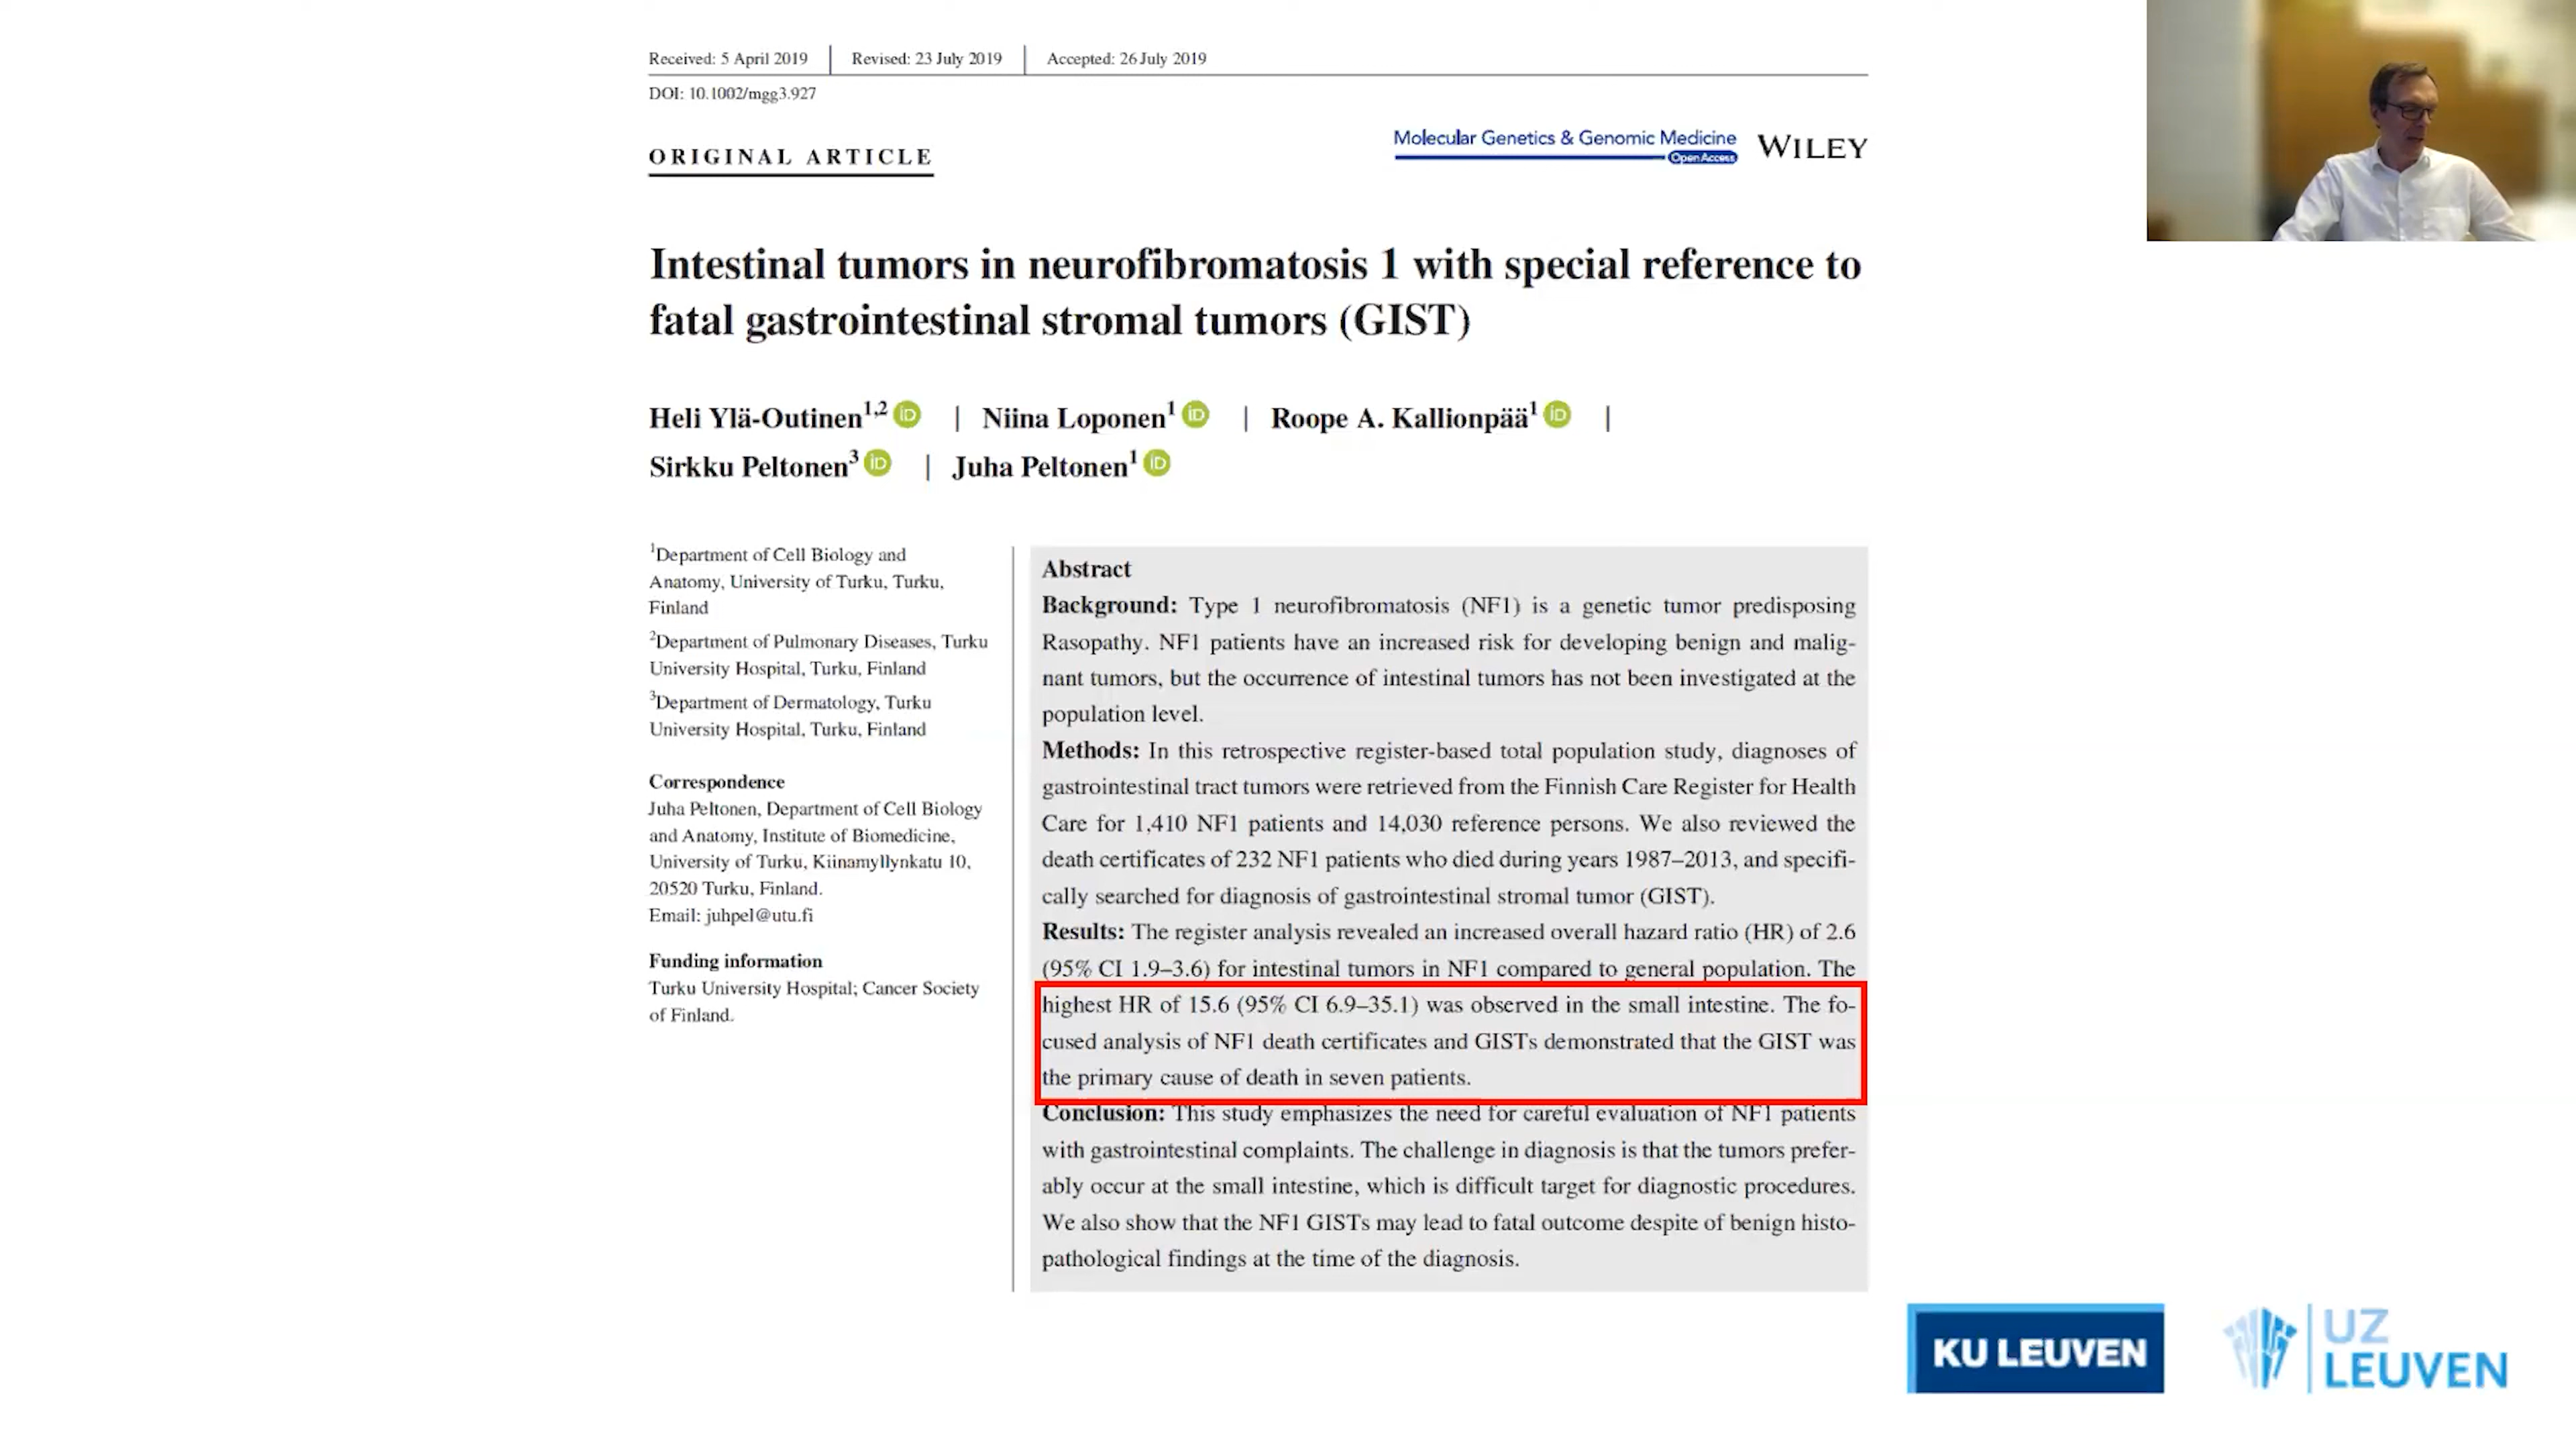 Received: 5 April 2019 | Revised: 23 July 2019 | Accepted: 26 July 2019
DOI: 10.1002/mgg3.927
ORIGINAL ARTICLE
Molecular Genetics & Genomic Medicine
Open Access
WILEY
Intestinal tumors in neurofibromatosis 1 with special reference to
fatal gastrointestinal stromal tumors (GIST)
Heli Ylä-Outinen1,2 iD | Niina Loponen1 iD | Roope A. Kallionpää1 iD |
Sirkku Peltonen3 iD | Juha Peltonen1 iD
1Department of Cell Biology and
Anatomy, University of Turku, Turku,
Finland
2Department of Pulmonary Diseases, Turku
University Hospital, Turku, Finland
3Department of Dermatology, Turku
University Hospital, Turku, Finland
Correspondence
Juha Peltonen, Department of Cell Biology
and Anatomy, Institute of Biomedicine,
University of Turku, Kiinamyllynkatu 10,
20520 Turku, Finland.
Email: juhpel@utu.fi
Funding information
Turku University Hospital; Cancer Society
of Finland.
Abstract
Background: Type 1 neurofibromatosis (NF1) is a genetic tumor predisposing
Rasopathy. NF1 patients have an increased risk for developing benign and malig-
nant tumors, but the occurrence of intestinal tumors has not been investigated at the
population level.
Methods: In this retrospective register-based total population study, diagnoses of
gastrointestinal tract tumors were retrieved from the Finnish Care Register for Health
Care for 1,410 NF1 patients and 14,030 reference persons. We also reviewed the
death certificates of 232 NF1 patients who died during years 1987–2013, and specifi-
cally searched for diagnosis of gastrointestinal stromal tumor (GIST).
Results: The register analysis revealed an increased overall hazard ratio (HR) of 2.6
(95% CI 1.9–3.6) for intestinal tumors in NF1 compared to general population. The
highest HR of 15.6 (95% CI 6.9–35.1) was observed in the small intestine. The fo-
cused analysis of NF1 death certificates and GISTs demonstrated that the GIST was
the primary cause of death in seven patients.
Conclusion: This study emphasizes the need for careful evaluation of NF1 patients
with gastrointestinal complaints. The challenge in diagnosis is that the tumors prefer-
ably occur at the small intestine, which is difficult target for diagnostic procedures.
We also show that the NF1 GISTs may lead to fatal outcome despite of benign histo-
pathological findings at the time of the diagnosis.
KU LEUVEN
UZ
LEUVEN